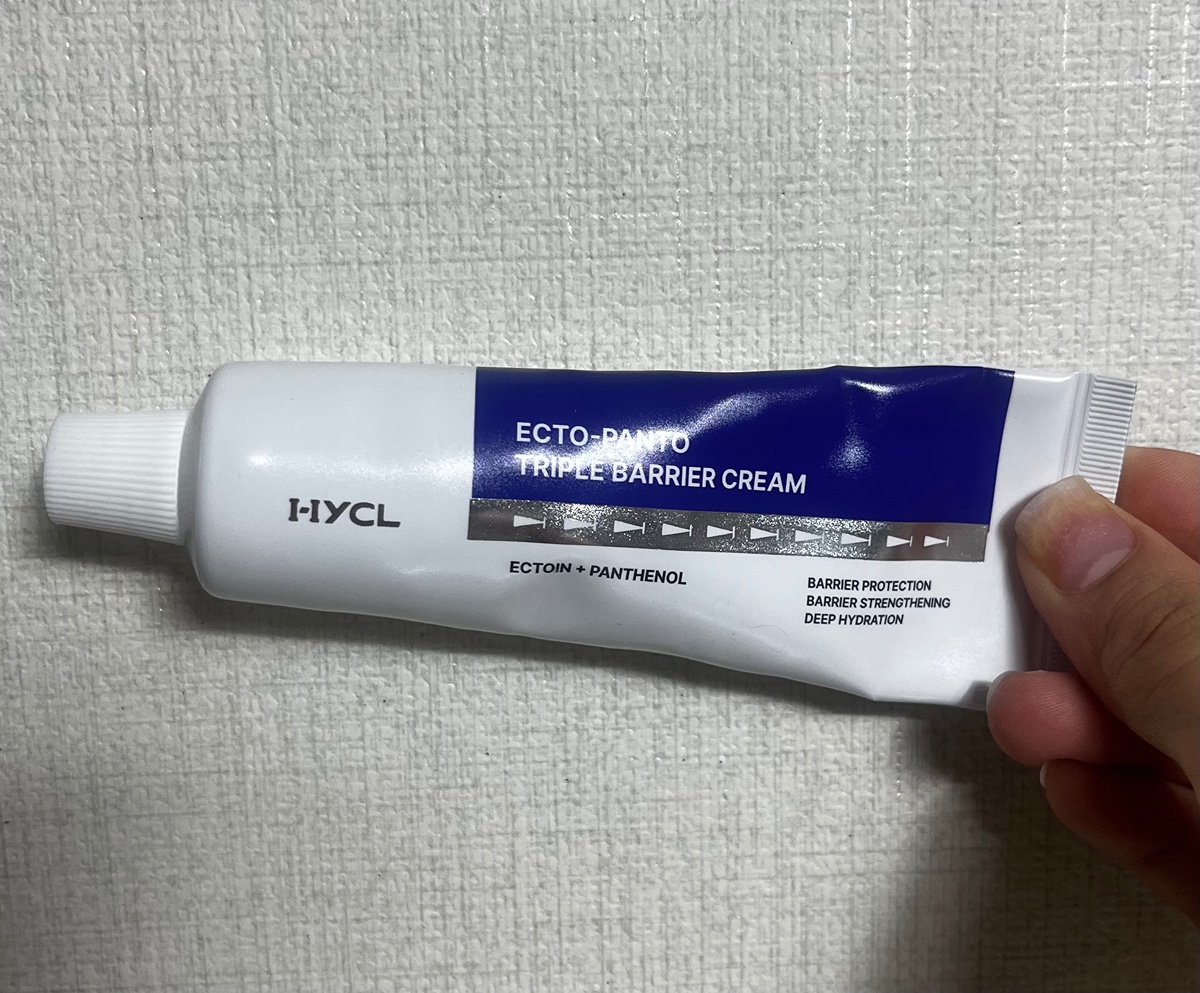 HYCL
ECTO-PANTO
TRIPLE BARRIER CREAM
ECTOIN + PANTHENOL
BARRIER PROTECTION
BARRIER STRENGTHENING
DEEP HYDRATION